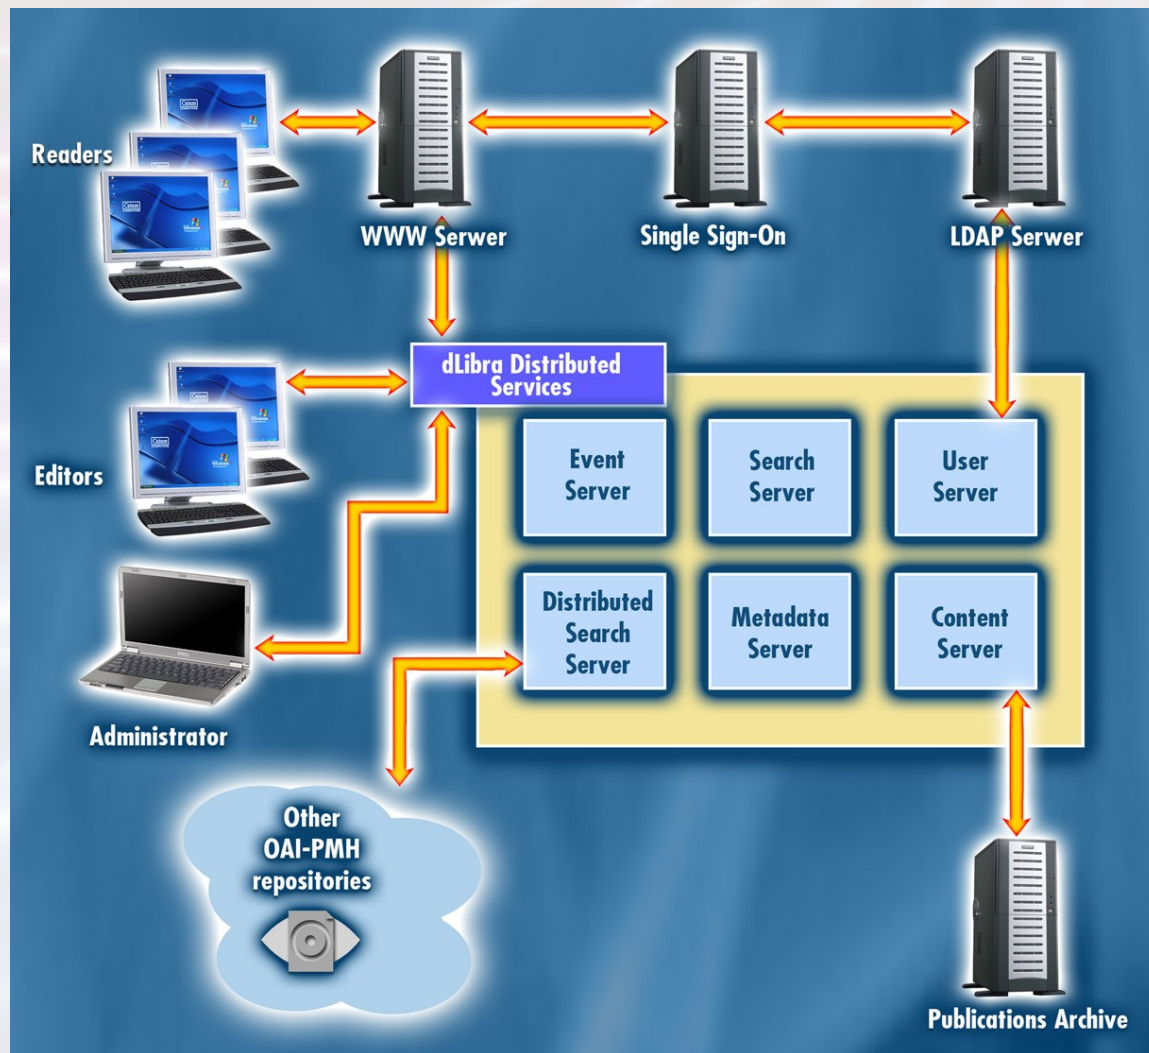 Readers
WWW Serwer
Single Sign-On
LDAP Serwer
dLibra Distributed
Services
Editors
Event
Server
Search
Server
User
Server
Distributed
Search
Server
Metadata
Server
Content
Server
Administrator
Other
OAI-PMH
repositories
Publications Archive